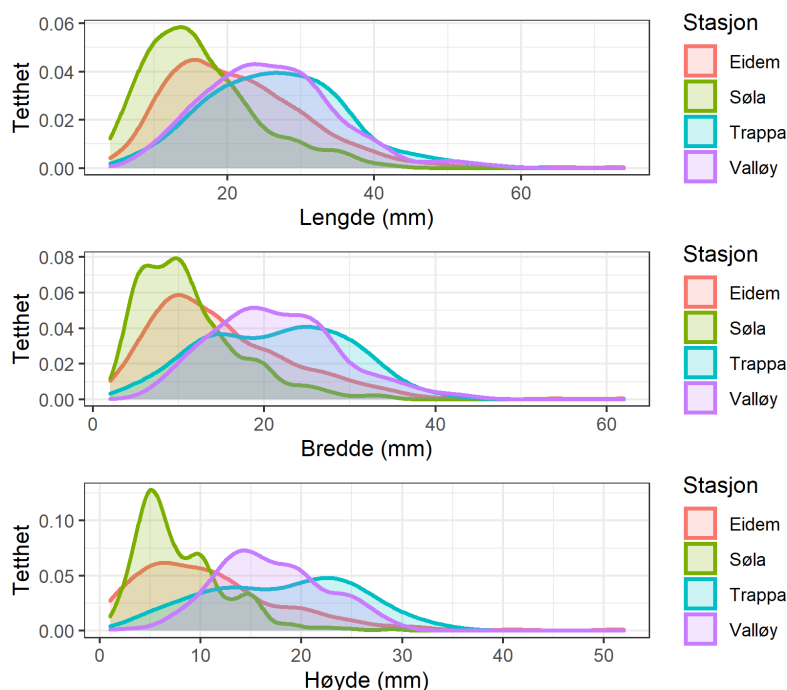 Stasjon
0.06
0.04
0.02
0.00
Tetthet
20 40 60
Lengde (mm)
Eidem
Søla
Trappa
Valløy
Stasjon
0.08
0.06
0.04
0.02
0.00
Tetthet
0 20 40 60
Bredde (mm)
Eidem
Søla
Trappa
Valløy
Stasjon
0.10
0.05
0.00
Tetthet
0 10 20 30 40 50
Høyde (mm)
Eidem
Søla
Trappa
Valløy